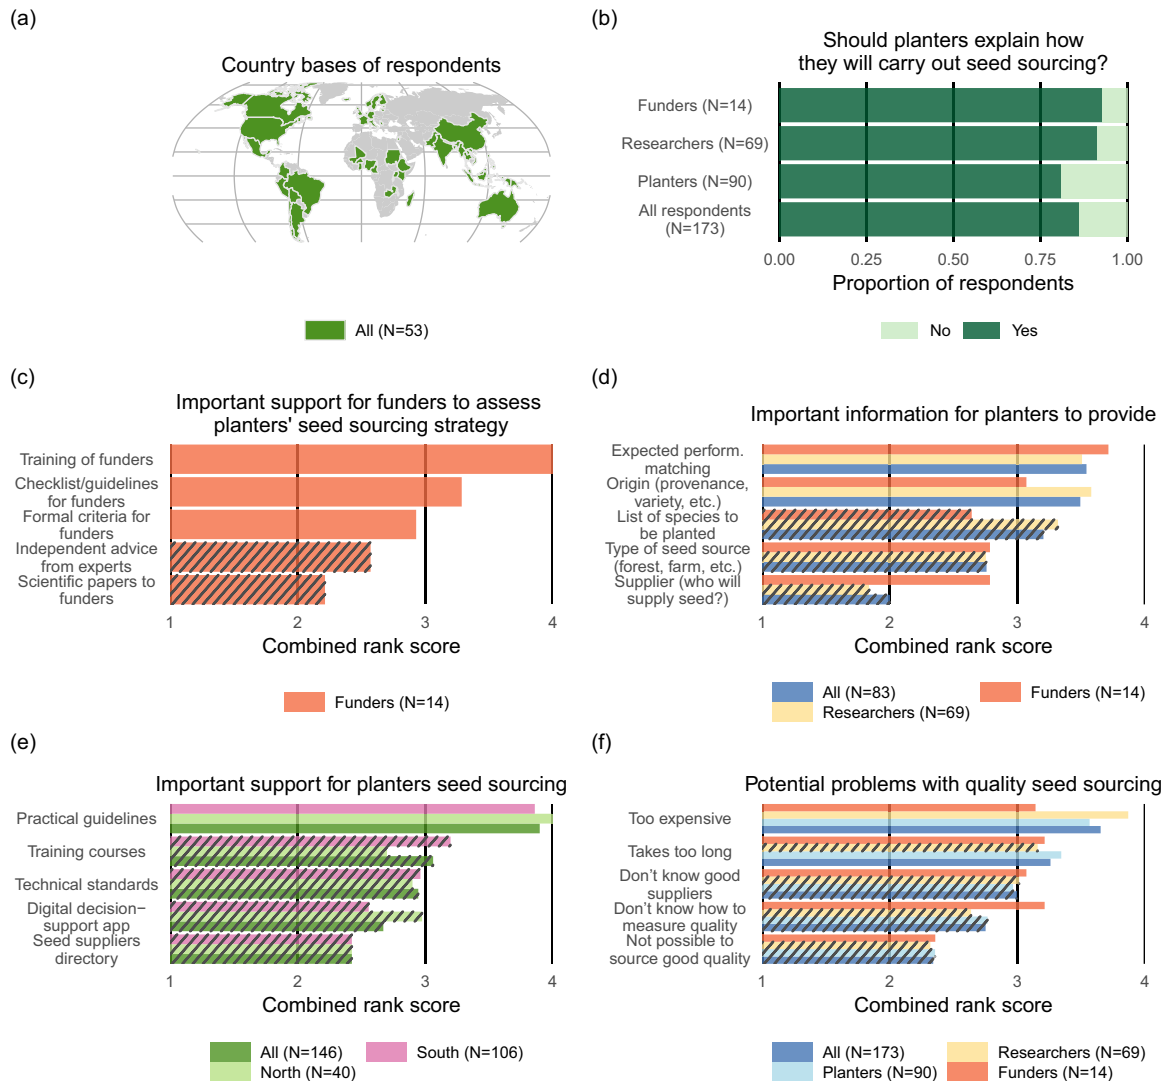 (a)
Country bases of respondents
All (N=53)
(b)
Should planters explain how
they will carry out seed sourcing?
Funders (N=14)
Researchers (N=69)
Planters (N=90)
All respondents
(N=173)
0.00 0.25 0.50 0.75 1.00
Proportion of respondents
No Yes
(c)
Important support for funders to assess
planters' seed sourcing strategy
Training of funders
Checklist/guidelines
for funders
Formal criteria for
funders
Independent advice
from experts
Scientific papers to
funders
1 2 3 4
Combined rank score
Funders (N=14)
(d)
Important information for planters to provide
Expected perform.
matching
Origin (provenance,
variety, etc.)
List of species to
be planted
Type of seed source
(forest, farm, etc.)
Supplier (who will
supply seed?)
1 2 3 4
Combined rank score
All (N=83) Funders (N=14)
Researchers (N=69)
(e)
Important support for planters seed sourcing
Practical guidelines
Training courses
Technical standards
Digital decision−
support app
Seed suppliers
directory
1 2 3 4
Combined rank score
All (N=146) South (N=106)
North (N=40)
(f)
Potential problems with quality seed sourcing
Too expensive
Takes too long
Don't know good
suppliers
Don't know how to
measure quality
Not possible to
source good quality
1 2 3 4
Combined rank score
All (N=173) Researchers (N=69)
Planters (N=90) Funders (N=14)